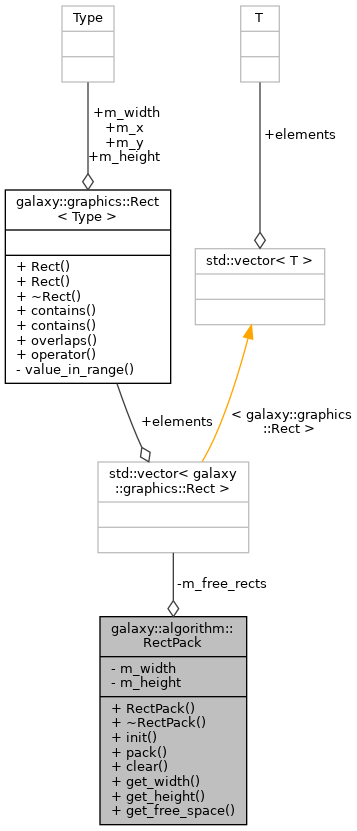 Type
T
+m_width
+m_x
+m_y
+m_height
+elements
galaxy::graphics::Rect
< Type >
+ Rect()
+ Rect()
+ ~Rect()
+ contains()
+ contains()
+ overlaps()
+ operator()
- value_in_range()
std::vector< T >
+elements
< galaxy::graphics
::Rect >
std::vector< galaxy
::graphics::Rect >
-m_free_rects
galaxy::algorithm::
RectPack
- m_width
- m_height
+ RectPack()
+ ~RectPack()
+ init()
+ pack()
+ clear()
+ get_width()
+ get_height()
+ get_free_space()